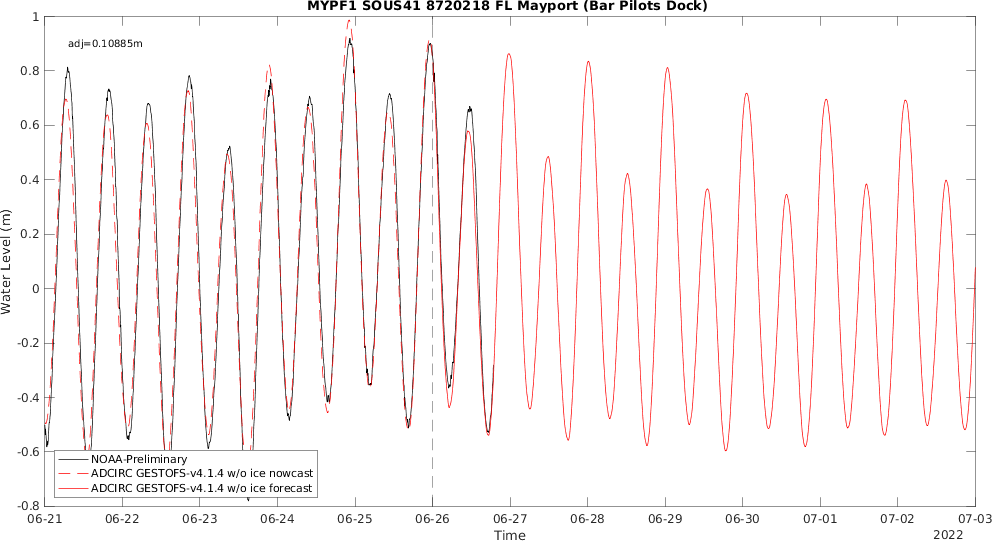 MYPF1 SOUS41 8720218 FL Mayport (Bar Pilots Dock)
1
adj=0.10885m
0.8
0.6
0.4
0.2
0
-0.2
-0.4
-0.6
-0.8
Water Level (m)
NOAA-Preliminary
ADCIRC GESTOFS-v4.1.4 w/o ice nowcast
ADCIRC GESTOFS-v4.1.4 w/o ice forecast
06-21 06-22 06-23 06-24 06-25 06-26 06-27 06-28 06-29 06-30 07-01 07-02 07-03
Time
2022